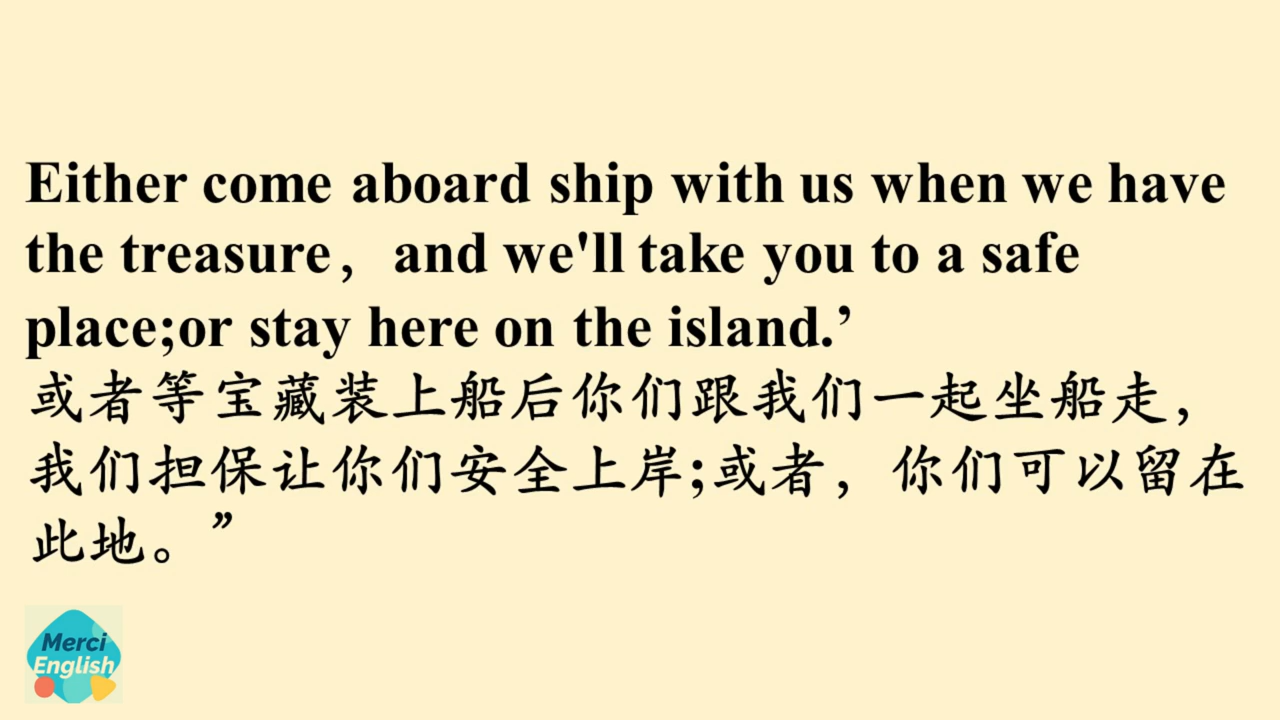 Either come aboard ship with us when we have
the treasure，and we'll take you to a safe
place;or stay here on the island.’
或者等宝藏装上船后你们跟我们一起坐船走，
我们担保让你们安全上岸;或者，你们可以留在
此地。”
Merci
English